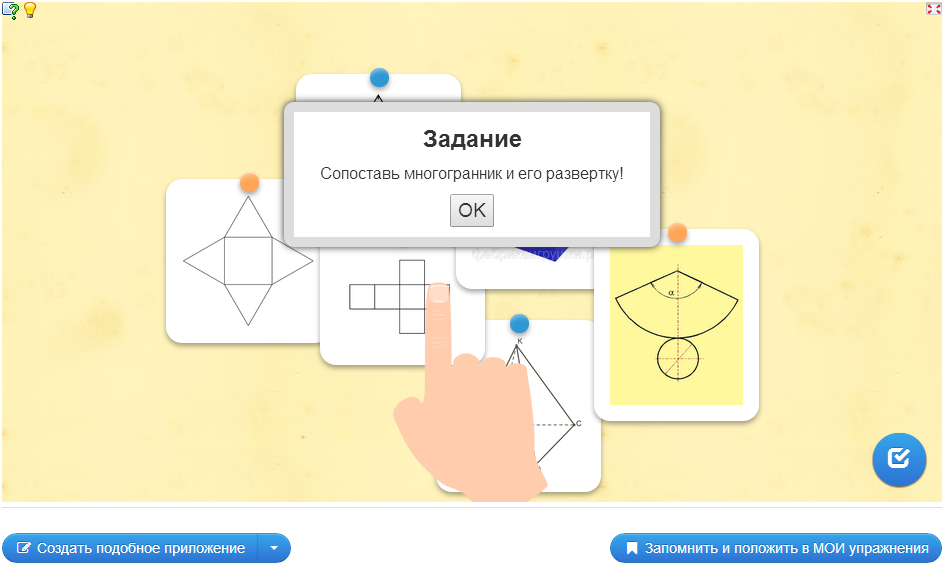 Задание
Сопоставь многогранник и его развертку!
OK
α
K
C
Создать подобное приложение
Запомнить и положить в МОИ упражнения